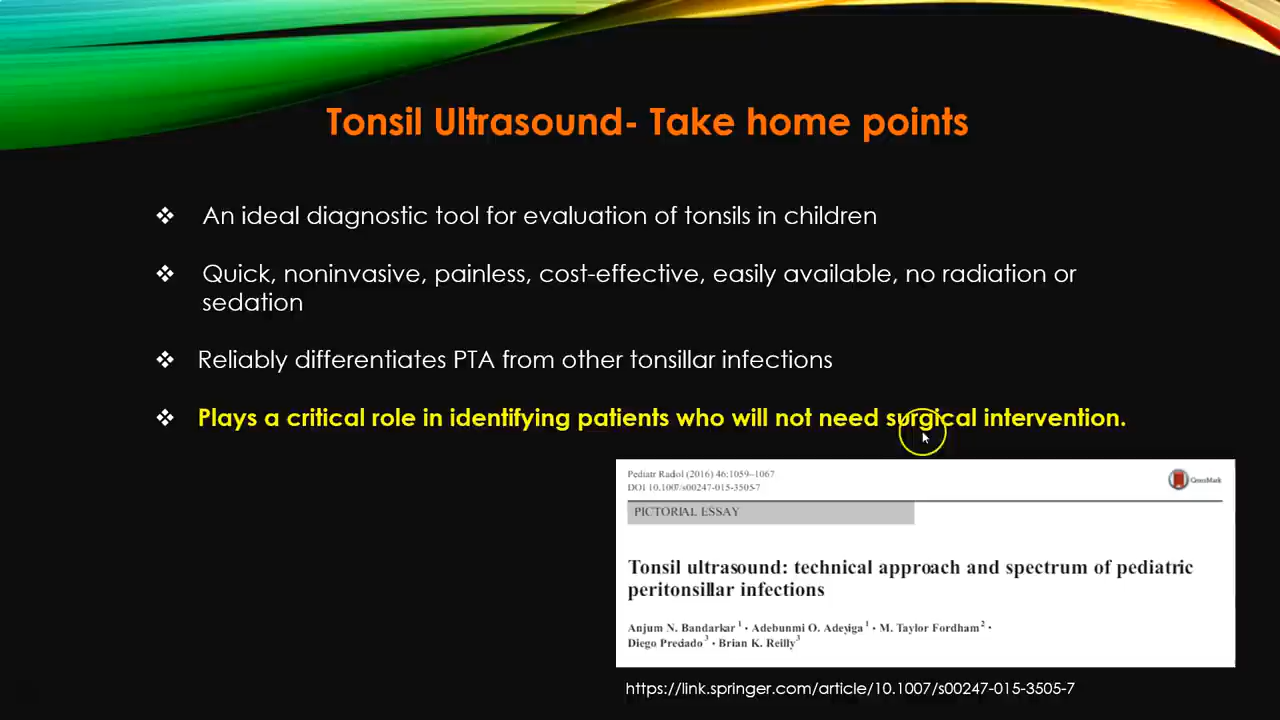 Tonsil Ultrasound- Take home points
❖ An ideal diagnostic tool for evaluation of tonsils in children
❖ Quick, noninvasive, painless, cost-effective, easily available, no radiation or
sedation
❖ Reliably differentiates PTA from other tonsillar infections
❖ Plays a critical role in identifying patients who will not need surgical intervention.
Pediatr Radiol (2016) 46:1059–1067
DOI 10.1007/s00247-015-3505-7
CrossMark
PICTORIAL ESSAY
Tonsil ultrasound: technical approach and spectrum of pediatric
peritonsillar infections
Anjum N. Bandarkar 1 · Adebunmi O. Adeyiga 1 · M. Taylor Fordham 2 ·
Diego Preciado 3 · Brian K. Reilly 3
https://link.springer.com/article/10.1007/s00247-015-3505-7